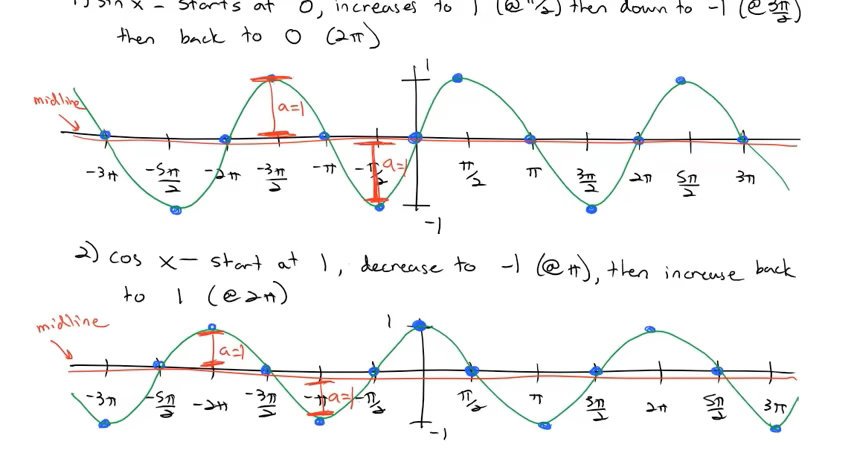 1) sin x - starts at 0, increases to 1 (@ π/2) then down to -1 (@ 3π/2)
then back to 0 (2π)
1
midline
a=1
a=1
-3π -5π/2 -2π -3π/2 -π -π/2 π/2 π 3π/2 2π 5π/2 3π
-1
2) cos x - start at 1, decrease to -1 (@ π), then increase back
to 1 (@ 2π)
midline
1
a=1
-3π -5π/2 -2π -3π/2 -π a=1 -π/2 π/2 π 3π/2 2π 5π/2 3π
-1